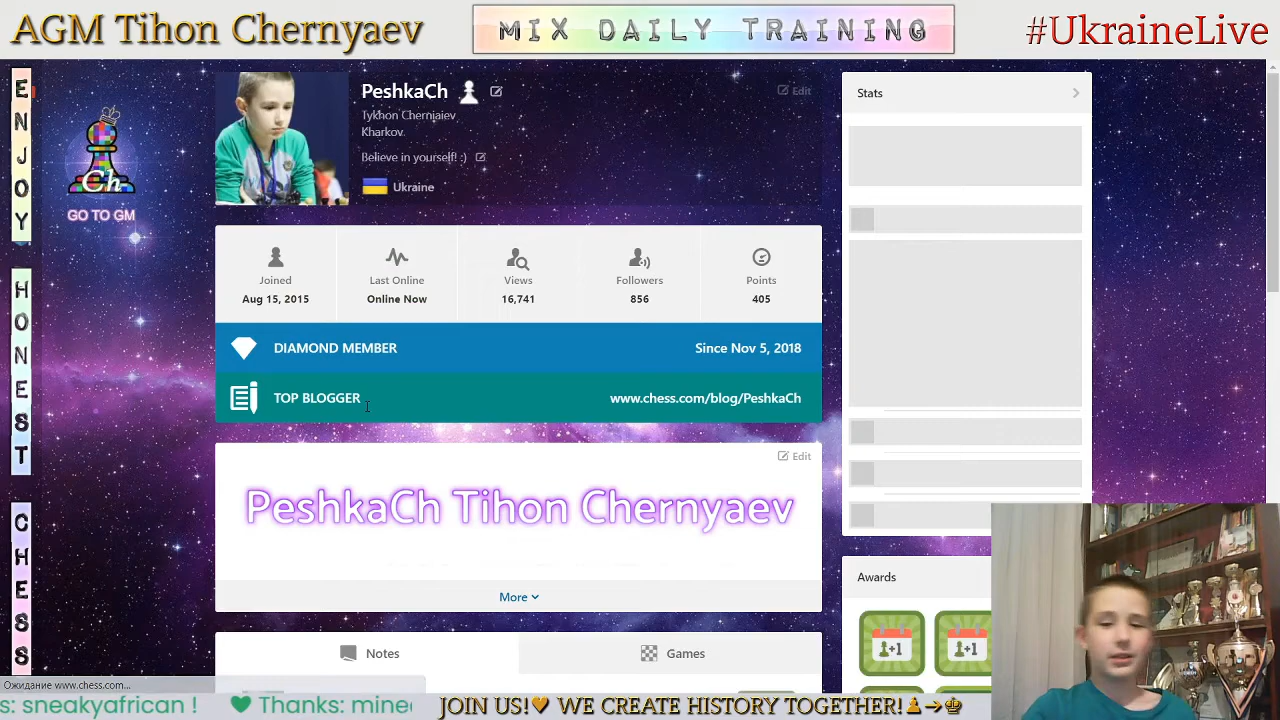 AGM Tihon Chernyaev
MIX DAILY TRAINING
#UkraineLive
ENJOY
HONEST
CHESS
Ch
GO TO GM
PeshkaCh
Edit
Tykhon Cherniaev
Kharkov.
Believe in yourself! :)
Ukraine
Stats
Joined
Last Online
Views
Followers
Points
Aug 15, 2015
Online Now
16,741
856
405
DIAMOND MEMBER
Since Nov 5, 2018
TOP BLOGGER
www.chess.com/blog/PeshkaCh
Edit
PeshkaCh Tihon Chernyaev
More
Awards
+1
+1
Notes
Games
Ожидание www.chess.com...
s: sneakyafrican !
Thanks: mine
JOIN US! WE CREATE HISTORY TOGETHER!